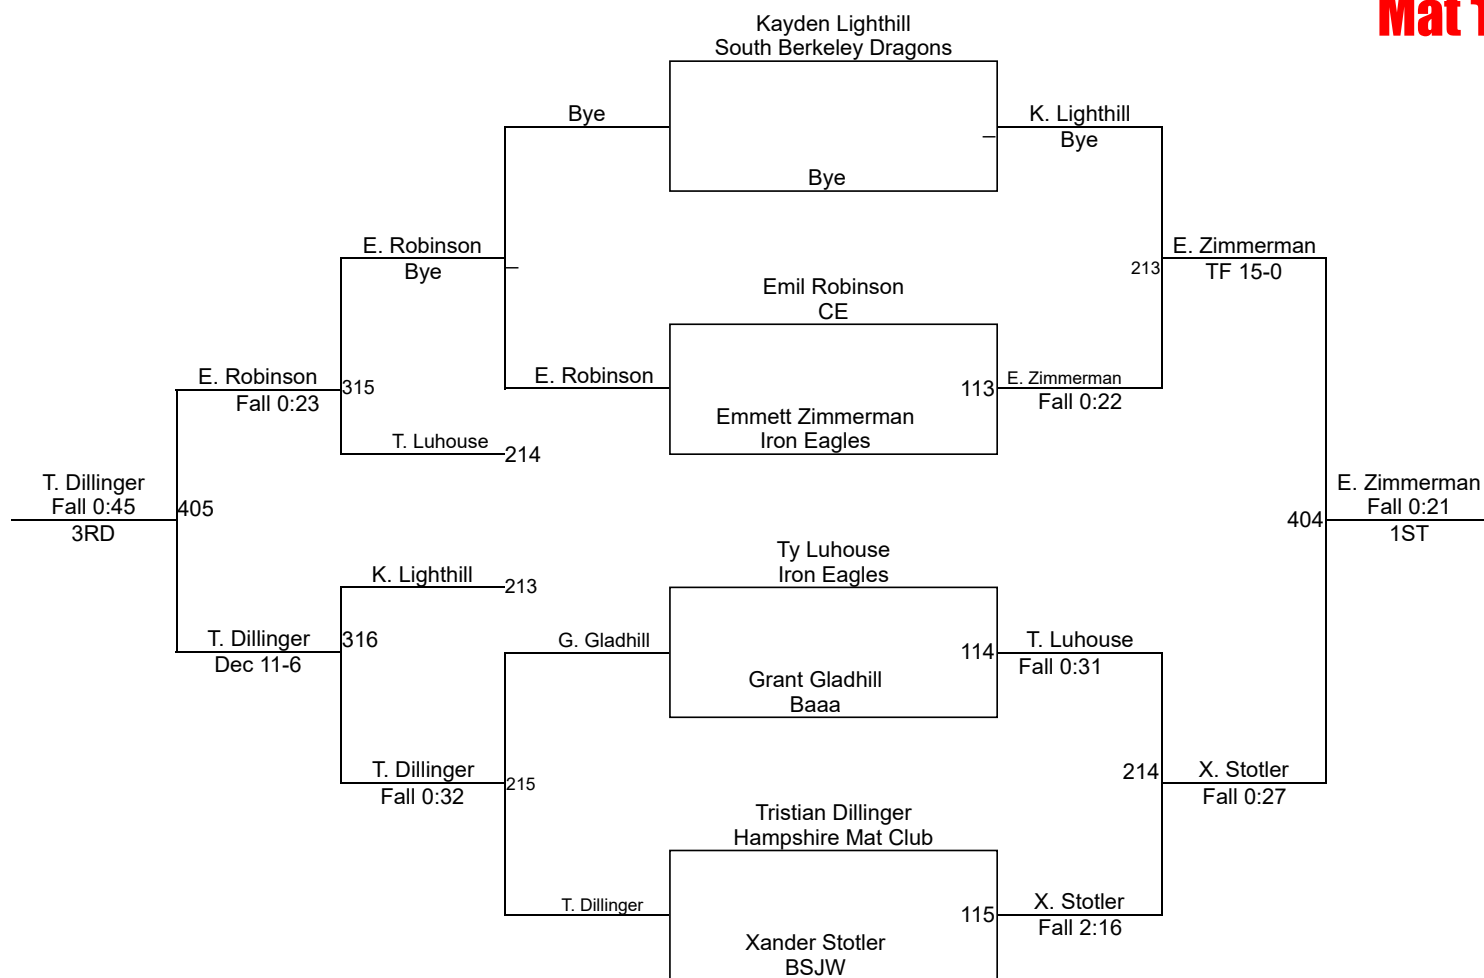 Mat 1
Kayden Lighthill
South Berkeley Dragons
Bye
K. Lighthill
–
Bye
Bye
E. Robinson
Bye
–
E. Zimmerman
213
TF 15-0
Emil Robinson
CE
E. Robinson
Fall 0:23
315
E. Robinson
113
E. Zimmerman
Fall 0:22
Emmett Zimmerman
Iron Eagles
T. Luhouse
214
T. Dillinger
Fall 0:45
405
3RD
E. Zimmerman
Fall 0:21
404
1ST
Ty Luhouse
Iron Eagles
K. Lighthill
213
T. Dillinger
Dec 11-6
316
G. Gladhill
114
T. Luhouse
Fall 0:31
Grant Gladhill
Baaa
T. Dillinger
Fall 0:32
215
214
X. Stotler
Fall 0:27
Tristian Dillinger
Hampshire Mat Club
T. Dillinger
115
X. Stotler
Fall 2:16
Xander Stotler
BSJW